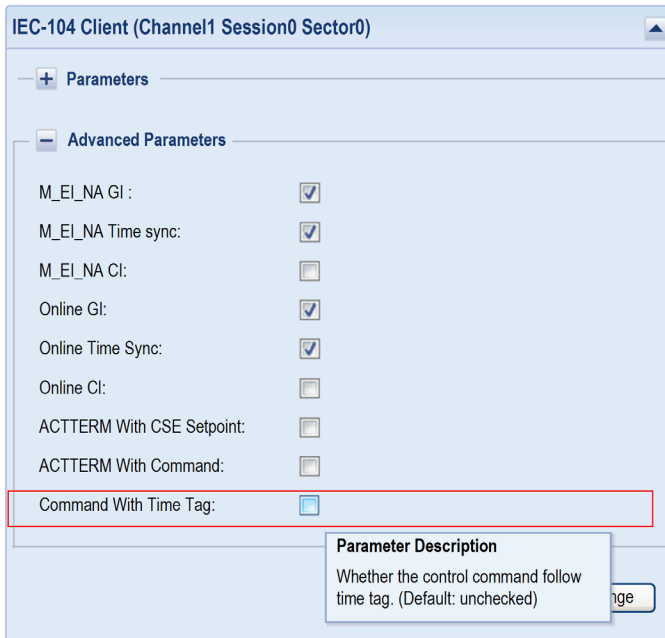 IEC-104 Client (Channel1 Session0 Sector0)
Parameters
Advanced Parameters
M_EI_NA GI :
M_EI_NA Time sync:
M_EI_NA CI:
Online GI:
Online Time Sync:
Online CI:
ACTTERM With CSE Setpoint:
ACTTERM With Command:
Command With Time Tag:
Parameter Description
Whether the control command follow
time tag. (Default: unchecked)